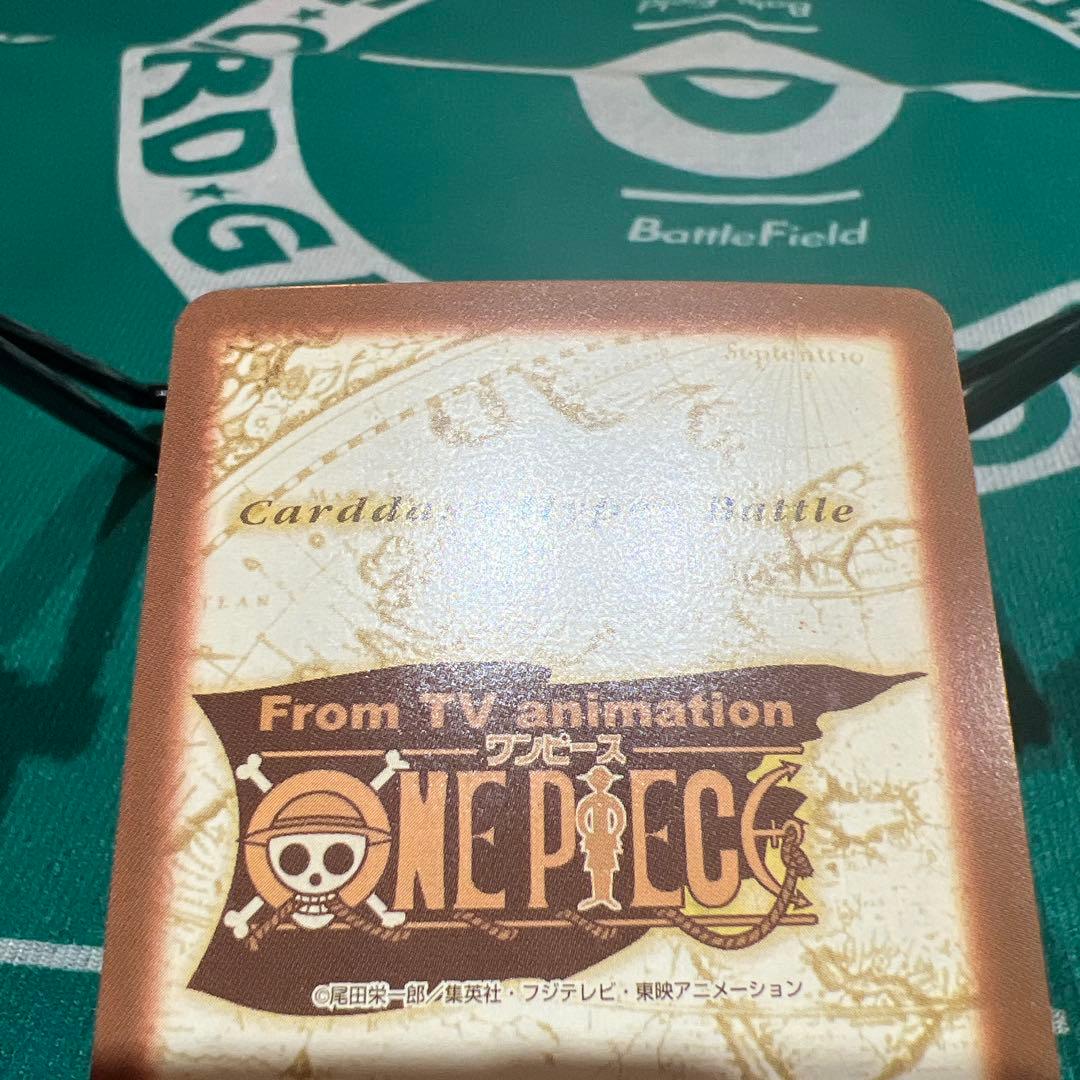 RD★G
BattleField
Septentrio
Carddass Hyper Battle
From TV animation
ワンピース
ONE PIECE
©尾田栄一郎/集英社・フジテレビ・東映アニメーション